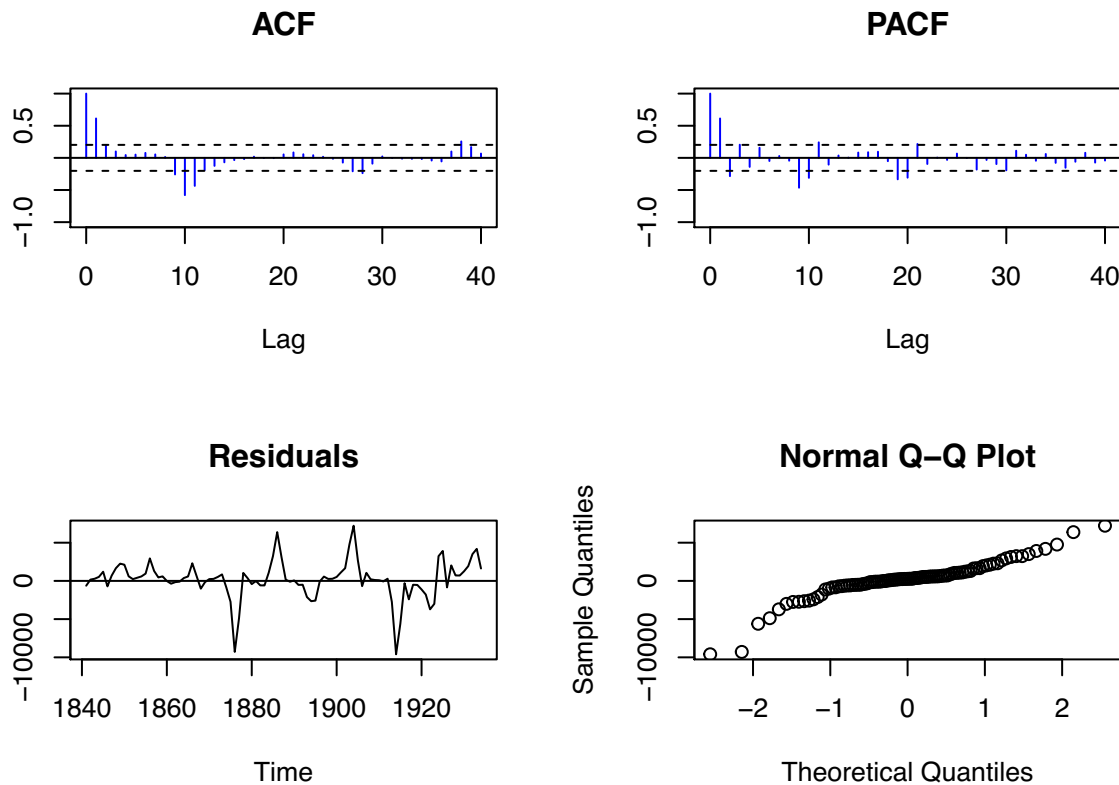 ACF
0.5
−1.0
0 10 20 30 40
Lag
PACF
0.5
−1.0
0 10 20 30 40
Lag
Residuals
0
−10000
1840 1860 1880 1900 1920
Time
Normal Q−Q Plot
Sample Quantiles
0
−10000
−2 −1 0 1 2
Theoretical Quantiles